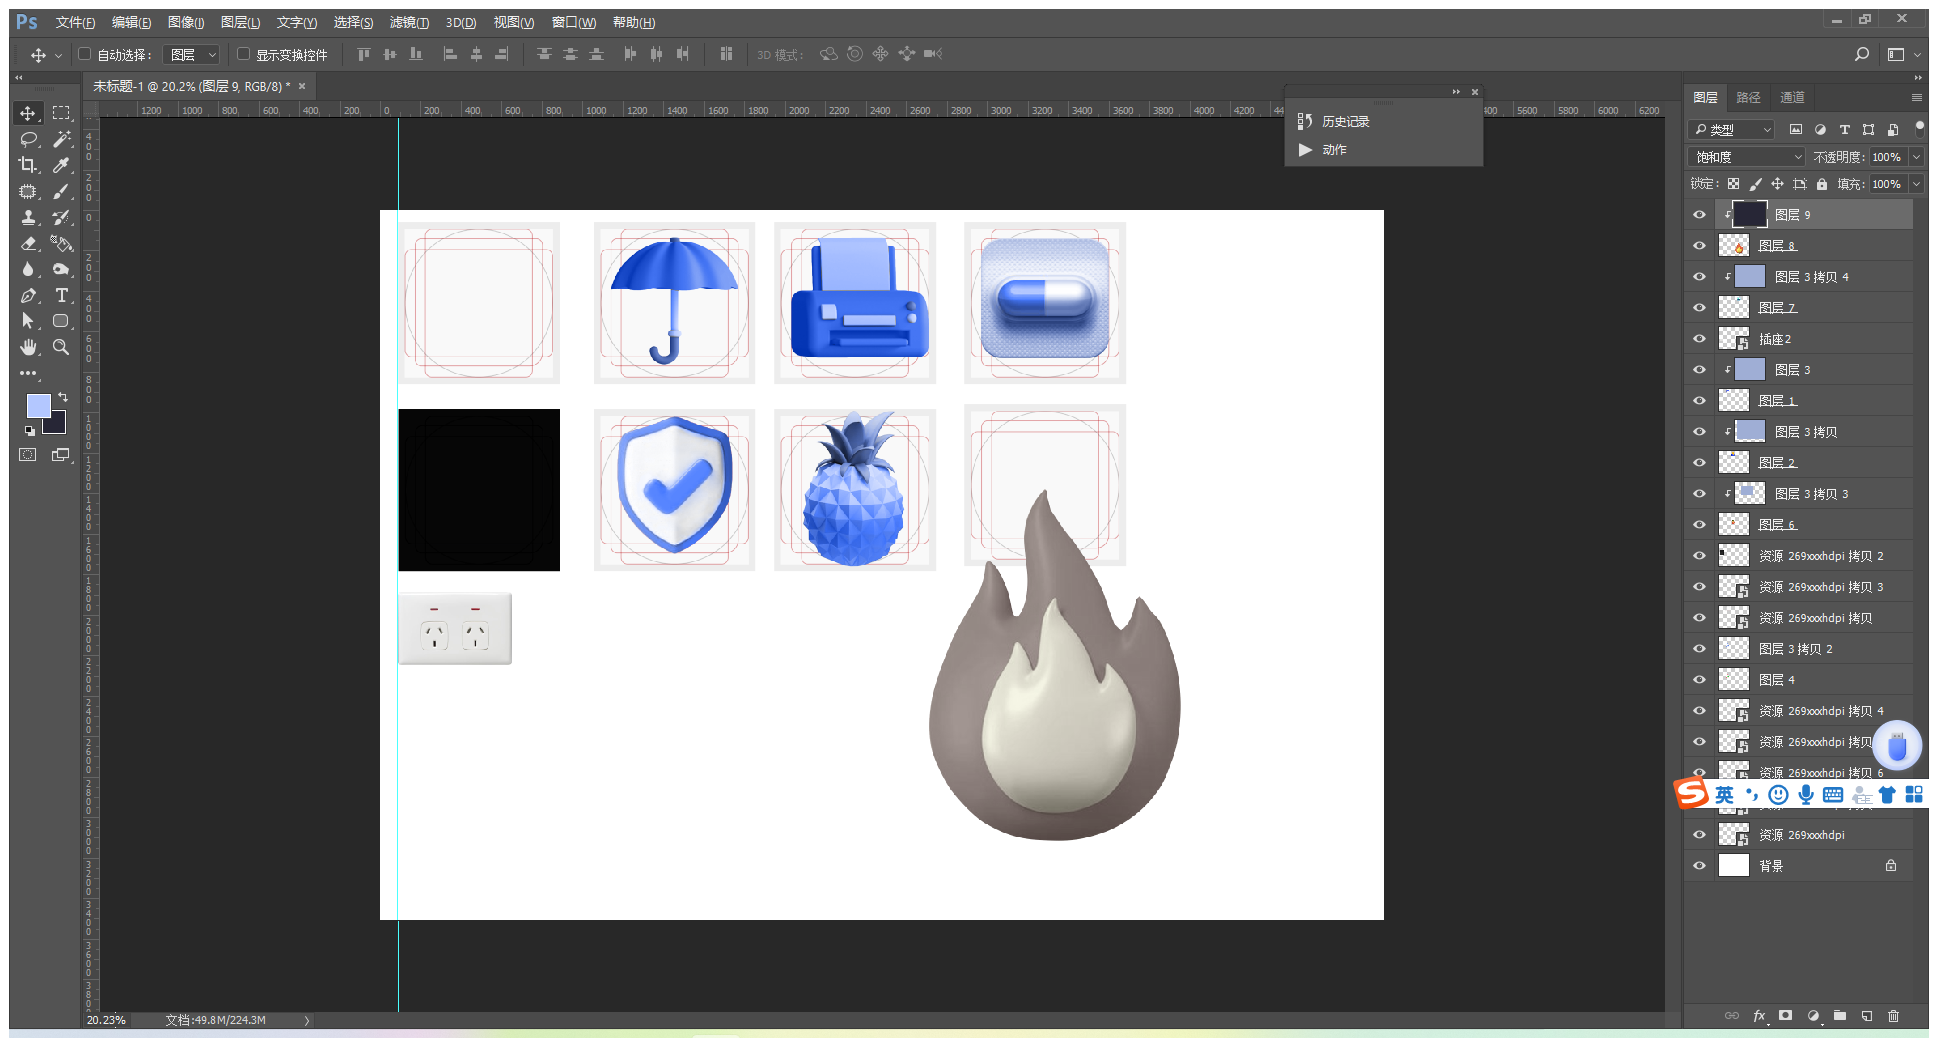 Ps 文件(F) 编辑(E) 图像(I) 图层(L) 文字(Y) 选择(S) 滤镜(T) 3D(D) 视图(V) 窗口(W) 帮助(H)
自动选择： 图层 显示变换控件 3D 模式：
未标题-1 @ 20.2% (图层 9, RGB/8) * ×
1200 1000 800 600 400 200 0 200 400 600 800 1000 1200 1400 1600 1800 2000 2200 2400 2600 2800 3000 3200 3400 3600 3800 4000 4200 5000 5200 5400 5600 5800 6000 6200
历史记录
动作
图层 路径 通道
类型
饱和度 不透明度： 100%
锁定： 填充： 100%
图层 9
图层 8
图层 3 拷贝 4
图层 7
插座2
图层 3
图层 1
图层 3 拷贝
图层 2
图层 3 拷贝 3
图层 6
资源 269xxxhdpi 拷贝 2
资源 269xxxhdpi 拷贝 3
资源 269xxxhdpi 拷贝
图层 3 拷贝 2
图层 4
资源 269xxxhdpi 拷贝 4
资源 269xxxhdpi 拷贝
资源 269xxxhdpi 拷贝 6
英
资源 269xxxhdpi
背景
20.23% 文档:49.8M/224.3M
fx